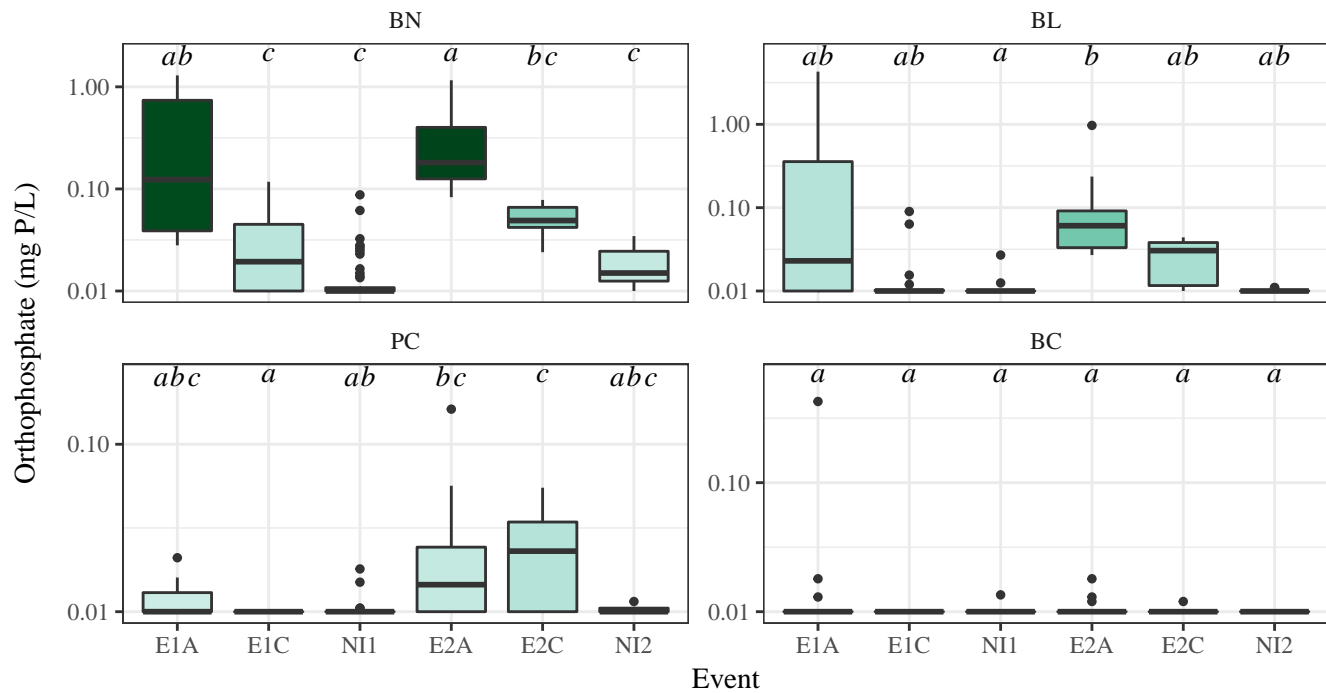 BN
BL
ab c c a bc c
ab ab a b ab ab
1.00
0.10
0.01
1.00
0.10
0.01
PC
BC
abc a ab bc c abc
a a a a a a
0.10
0.01
0.10
0.01
E1A E1C NI1 E2A E2C NI2
E1A E1C NI1 E2A E2C NI2
Orthophosphate (mg P/L)
Event